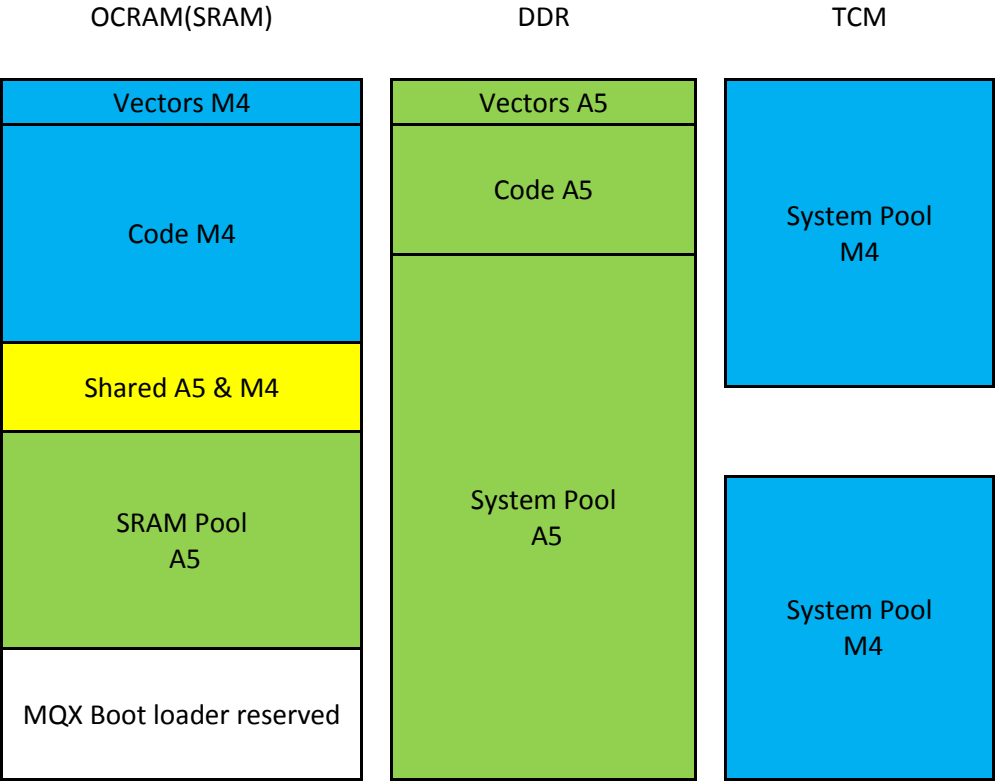 OCRAM(SRAM)
DDR
TCM
Vectors M4
Code M4
Shared A5 & M4
SRAM Pool
A5
MQX Boot loader reserved
Vectors A5
Code A5
System Pool
A5
System Pool
M4
System Pool
M4